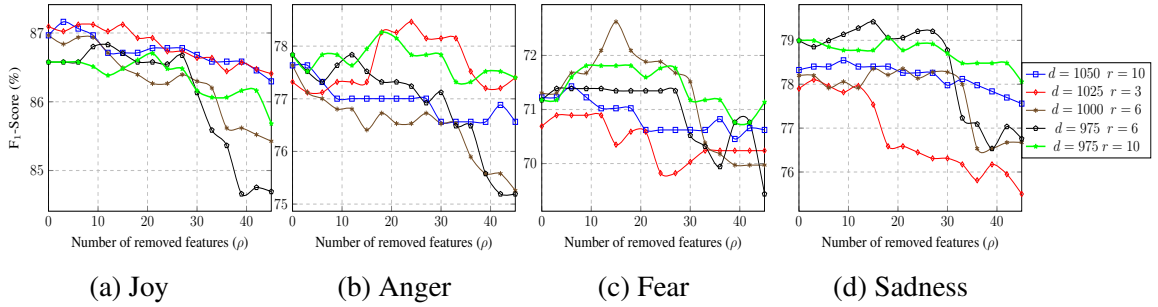 F1-Score (%)
87
86
85
0 10 20 30 40
Number of removed features (ρ)
(a) Joy
78
77
76
75
0 10 20 30 40
Number of removed features (ρ)
(b) Anger
72
71
70
0 10 20 30 40
Number of removed features (ρ)
(c) Fear
79
78
77
76
0 10 20 30 40
Number of removed features (ρ)
(d) Sadness
d = 1050 r = 10
d = 1025 r = 3
d = 1000 r = 6
d = 975 r = 6
d = 975 r = 10